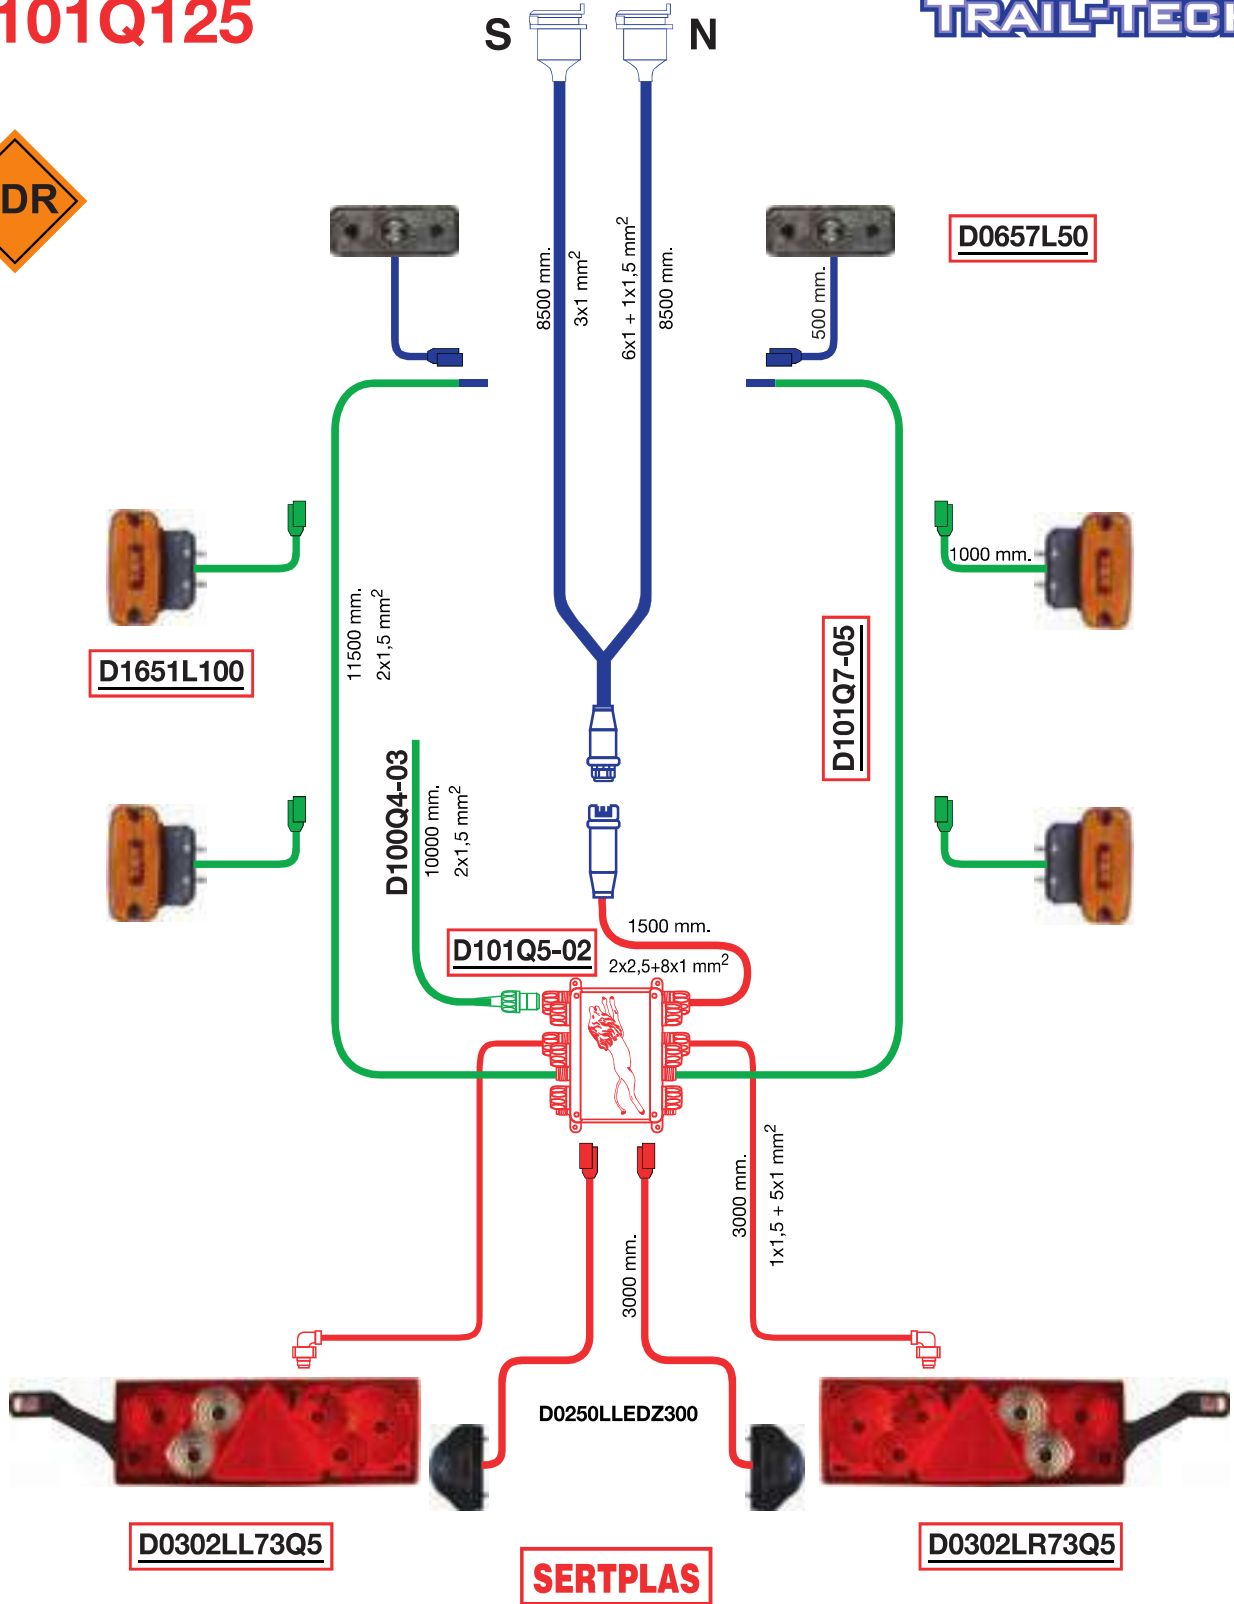 101Q125
S
N
TRAIL-TECH
DR
D0657L50
8500 mm.
3x1 mm²
6x1 + 1x1,5 mm²
8500 mm.
500 mm.
1000 mm.
D1651L100
11500 mm.
2x1,5 mm²
D101Q7-05
D100Q4-03
10000 mm.
2x1,5 mm²
D101Q5-02
1500 mm.
2x2,5+8x1 mm²
3000 mm.
3000 mm.
1x1,5 + 5x1 mm²
D0250LLEDZ300
D0302LL73Q5
D0302LR73Q5
SERTPLAS